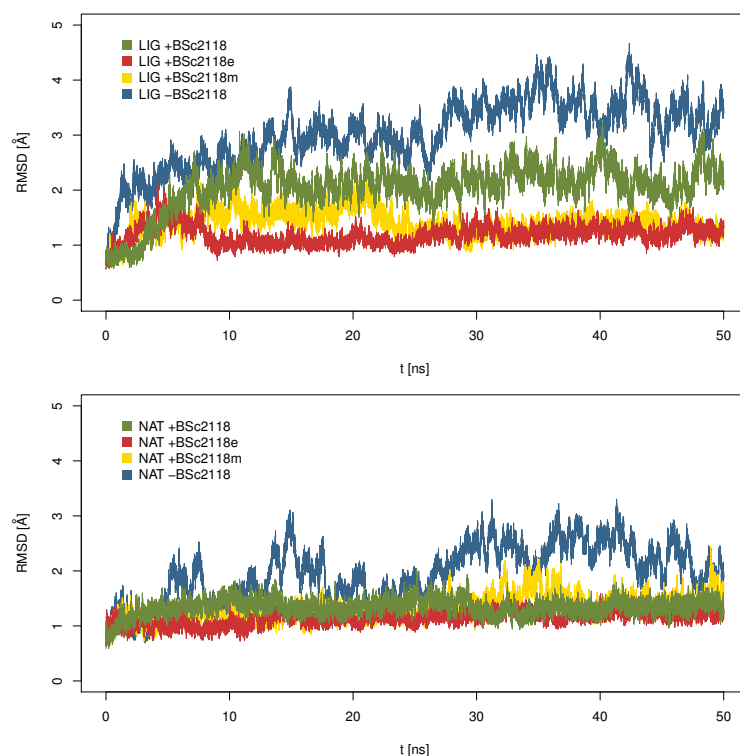 5
4
3
2
1
0
RMSD [Å]
LIG +BSc2118
LIG +BSc2118e
LIG +BSc2118m
LIG −BSc2118
0 10 20 30 40 50
t [ns]
5
4
3
2
1
0
RMSD [Å]
NAT +BSc2118
NAT +BSc2118e
NAT +BSc2118m
NAT −BSc2118
0 10 20 30 40 50
t [ns]